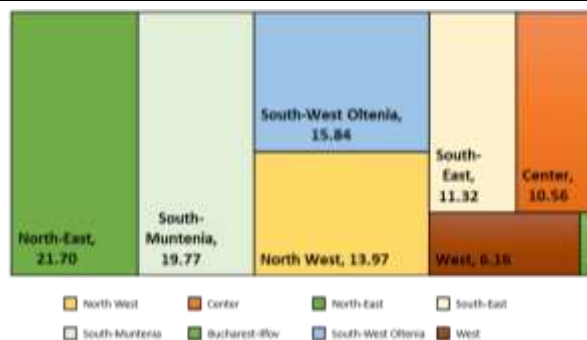 South-West Oltenia,
15.84
South-
East,
11.32
Center,
10.56
North-East,
21.70
South-
Muntenia,
19.77
North West, 13.97
West, 6.16
North West
Center
North-East
South-East
South-Muntenia
Bucharest-Ilfov
South-West Oltenia
West